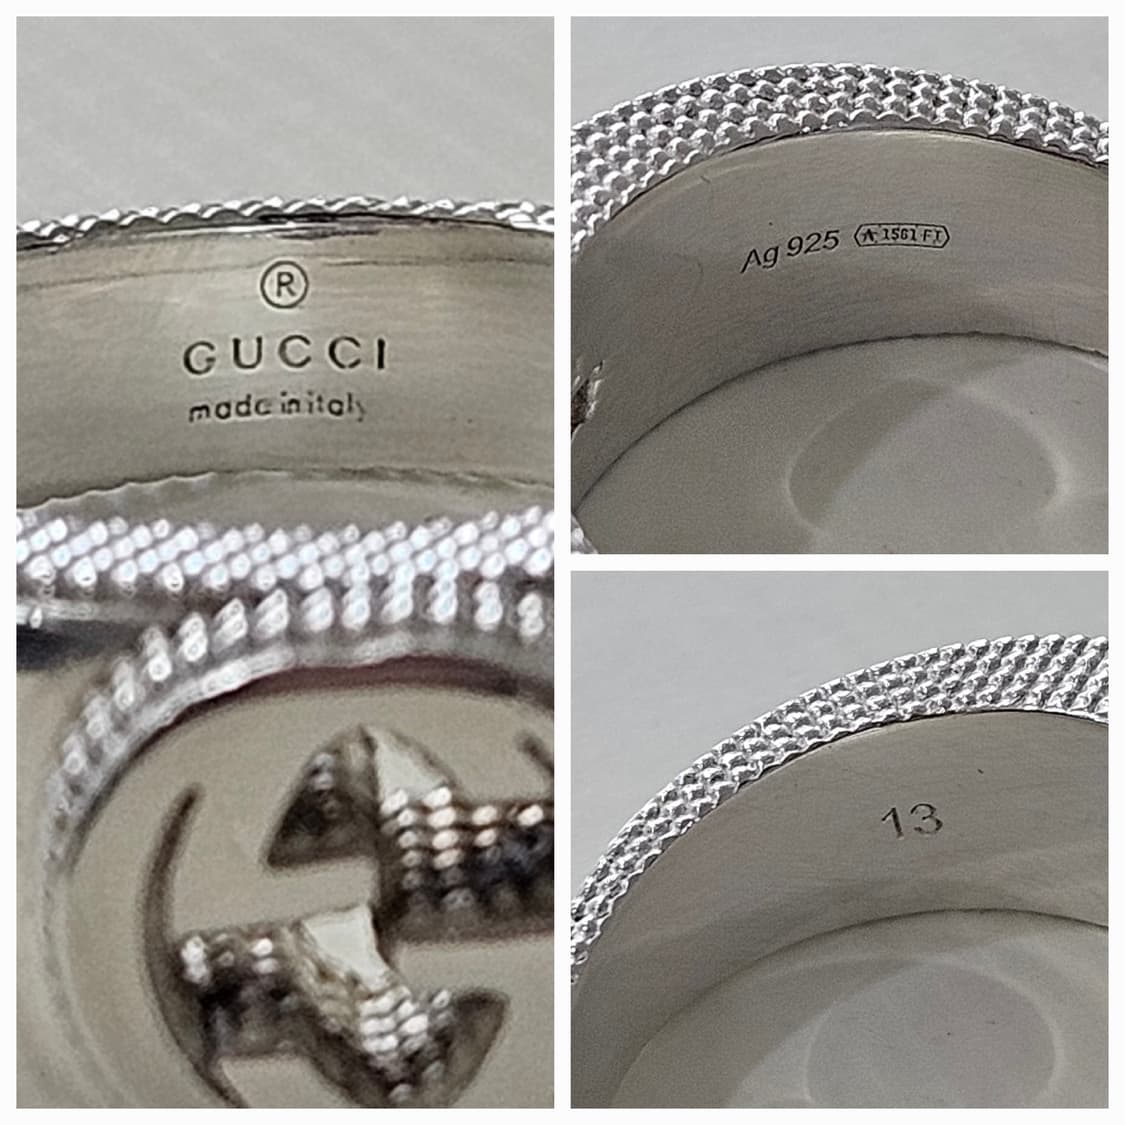 ®
GUCCI
made in italy
Ag 925 ★ 1561 FI
13